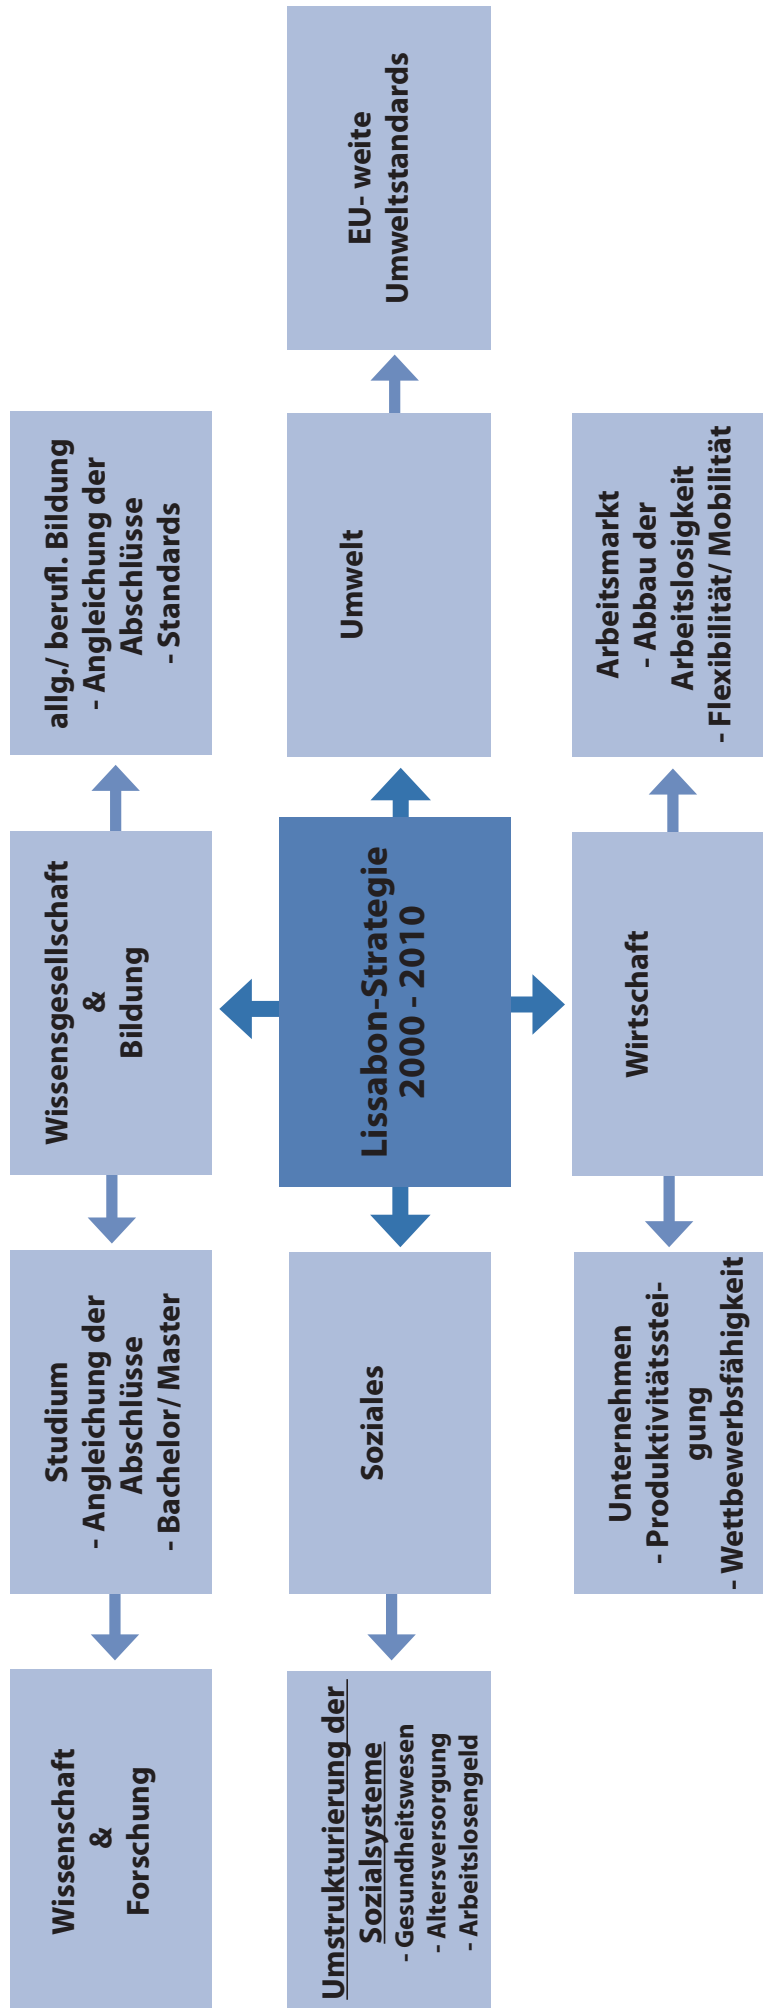 Wissenschaft
&
Forschung
Studium
- Angleichung der
Abschlüsse
- Bachelor/ Master
Wissensgesellschaft
&
Bildung
allg./ berufl. Bildung
- Angleichung der
Abschlüsse
- Standards
Umstrukturierung der
Sozialsysteme
- Gesundheitswesen
- Altersversorgung
- Arbeitslosengeld
Soziales
Lissabon-Strategie
2000 - 2010
Umwelt
EU- weite
Umweltstandards
Unternehmen
- Produktivitätsstei-
gung
- Wettbewerbsfähigkeit
Wirtschaft
Arbeitsmarkt
- Abbau der
Arbeitslosigkeit
- Flexibilität/ Mobilität